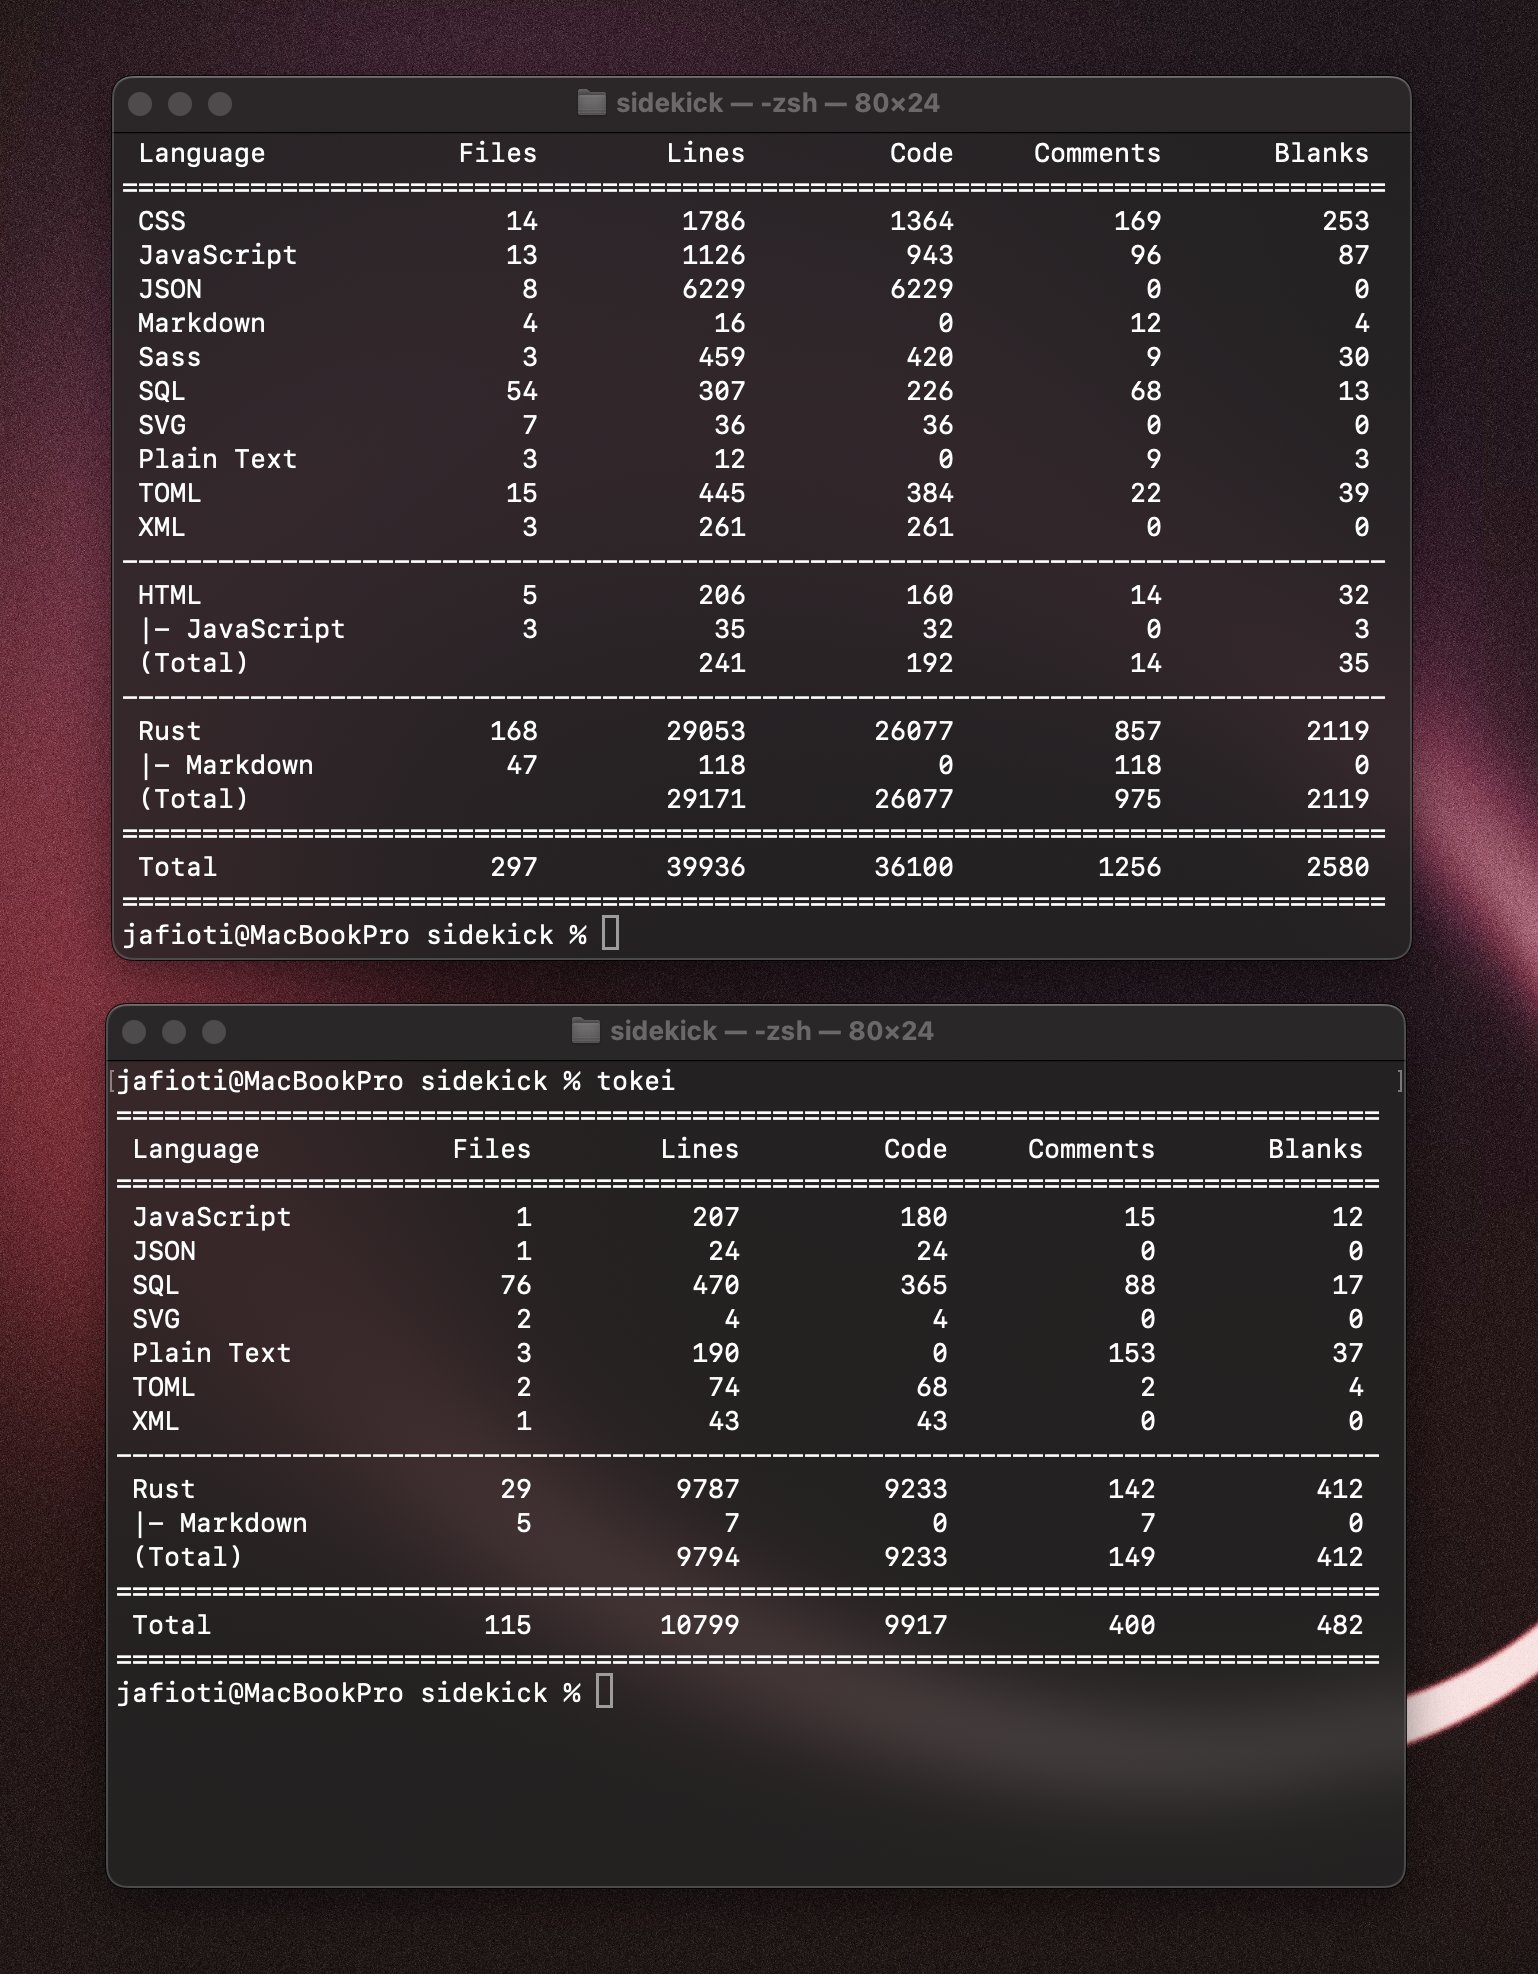 sidekick — -zsh — 80×24
Language Files Lines Code Comments Blanks
===============================================================================
CSS 14 1786 1364 169 253
JavaScript 13 1126 943 96 87
JSON 8 6229 6229 0 0
Markdown 4 16 0 12 4
Sass 3 459 420 9 30
SQL 54 307 226 68 13
SVG 7 36 36 0 0
Plain Text 3 12 0 9 3
TOML 15 445 384 22 39
XML 3 261 261 0 0
-------------------------------------------------------------------------------
HTML 5 206 160 14 32
|- JavaScript 3 35 32 0 3
(Total) 241 192 14 35
-------------------------------------------------------------------------------
Rust 168 29053 26077 857 2119
|- Markdown 47 118 0 118 0
(Total) 29171 26077 975 2119
===============================================================================
Total 297 39936 36100 1256 2580
===============================================================================
jafioti@MacBookPro sidekick %
sidekick — -zsh — 80×24
[jafioti@MacBookPro sidekick % tokei ]
===============================================================================
Language Files Lines Code Comments Blanks
===============================================================================
JavaScript 1 207 180 15 12
JSON 1 24 24 0 0
SQL 76 470 365 88 17
SVG 2 4 4 0 0
Plain Text 3 190 0 153 37
TOML 2 74 68 2 4
XML 1 43 43 0 0
-------------------------------------------------------------------------------
Rust 29 9787 9233 142 412
|- Markdown 5 7 0 7 0
(Total) 9794 9233 149 412
===============================================================================
Total 115 10799 9917 400 482
===============================================================================
jafioti@MacBookPro sidekick %